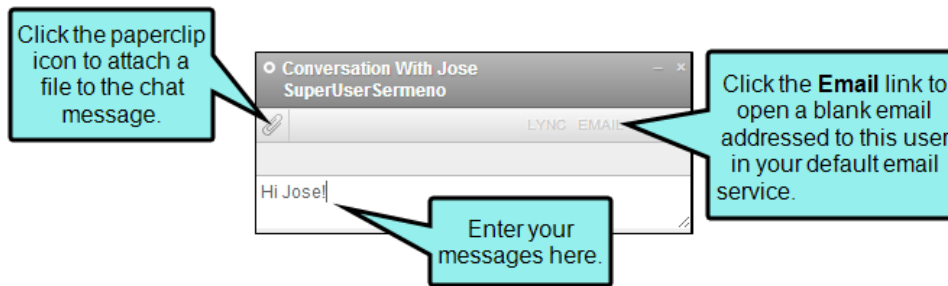 Click the paperclip
icon to attach a
file to the chat
message.
Conversation With Jose
SuperUserSermeno
LYNC EMAIL
Hi Jose!
Click the Email link to
open a blank email
addressed to this user
in your default email
service.
Enter your
messages here.